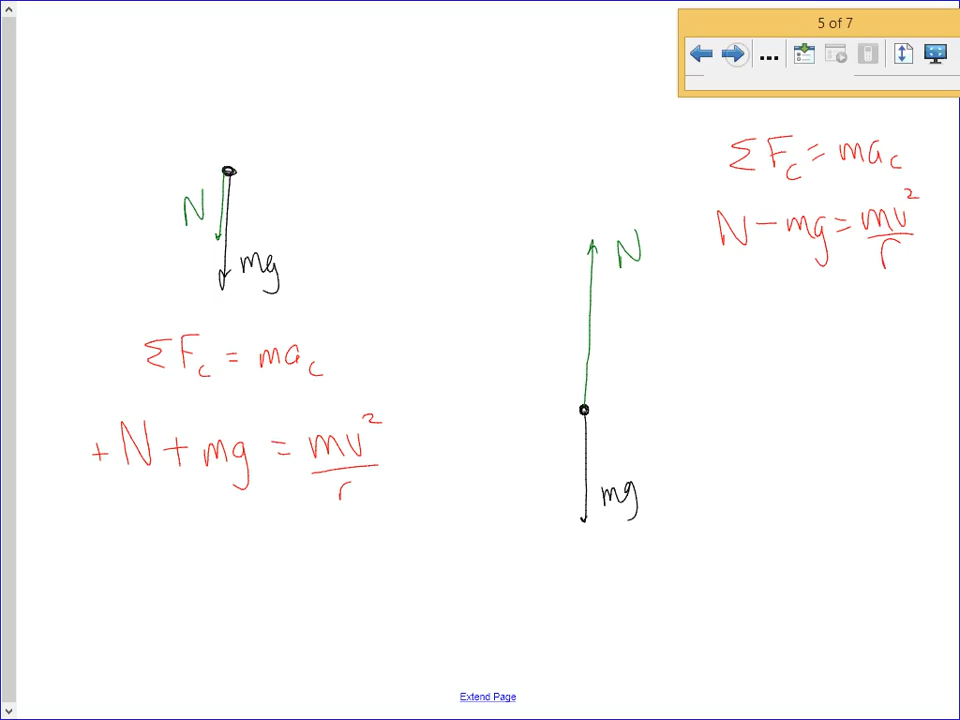 5 of 7
...
N
mg
ΣF_c = ma_c
+N + mg = mv²/r
N
mg
ΣF_c = ma_c
N − mg = mv²/r
Extend Page